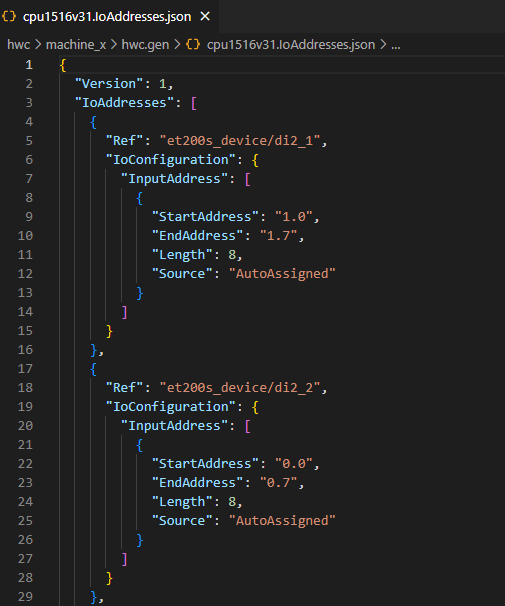 {} cpu1516v31.IoAddresses.json ×
hwc > machine_x > hwc.gen > {} cpu1516v31.IoAddresses.json > ...
1 {
2   "Version": 1,
3   "IoAddresses": [
4     {
5       "Ref": "et200s_device/di2_1",
6       "IoConfiguration": {
7         "InputAddress": [
8           {
9             "StartAddress": "1.0",
10             "EndAddress": "1.7",
11             "Length": 8,
12             "Source": "AutoAssigned"
13           }
14         ]
15       }
16     },
17     {
18       "Ref": "et200s_device/di2_2",
19       "IoConfiguration": {
20         "InputAddress": [
21           {
22             "StartAddress": "0.0",
23             "EndAddress": "0.7",
24             "Length": 8,
25             "Source": "AutoAssigned"
26           }
27         ]
28       }
29     },